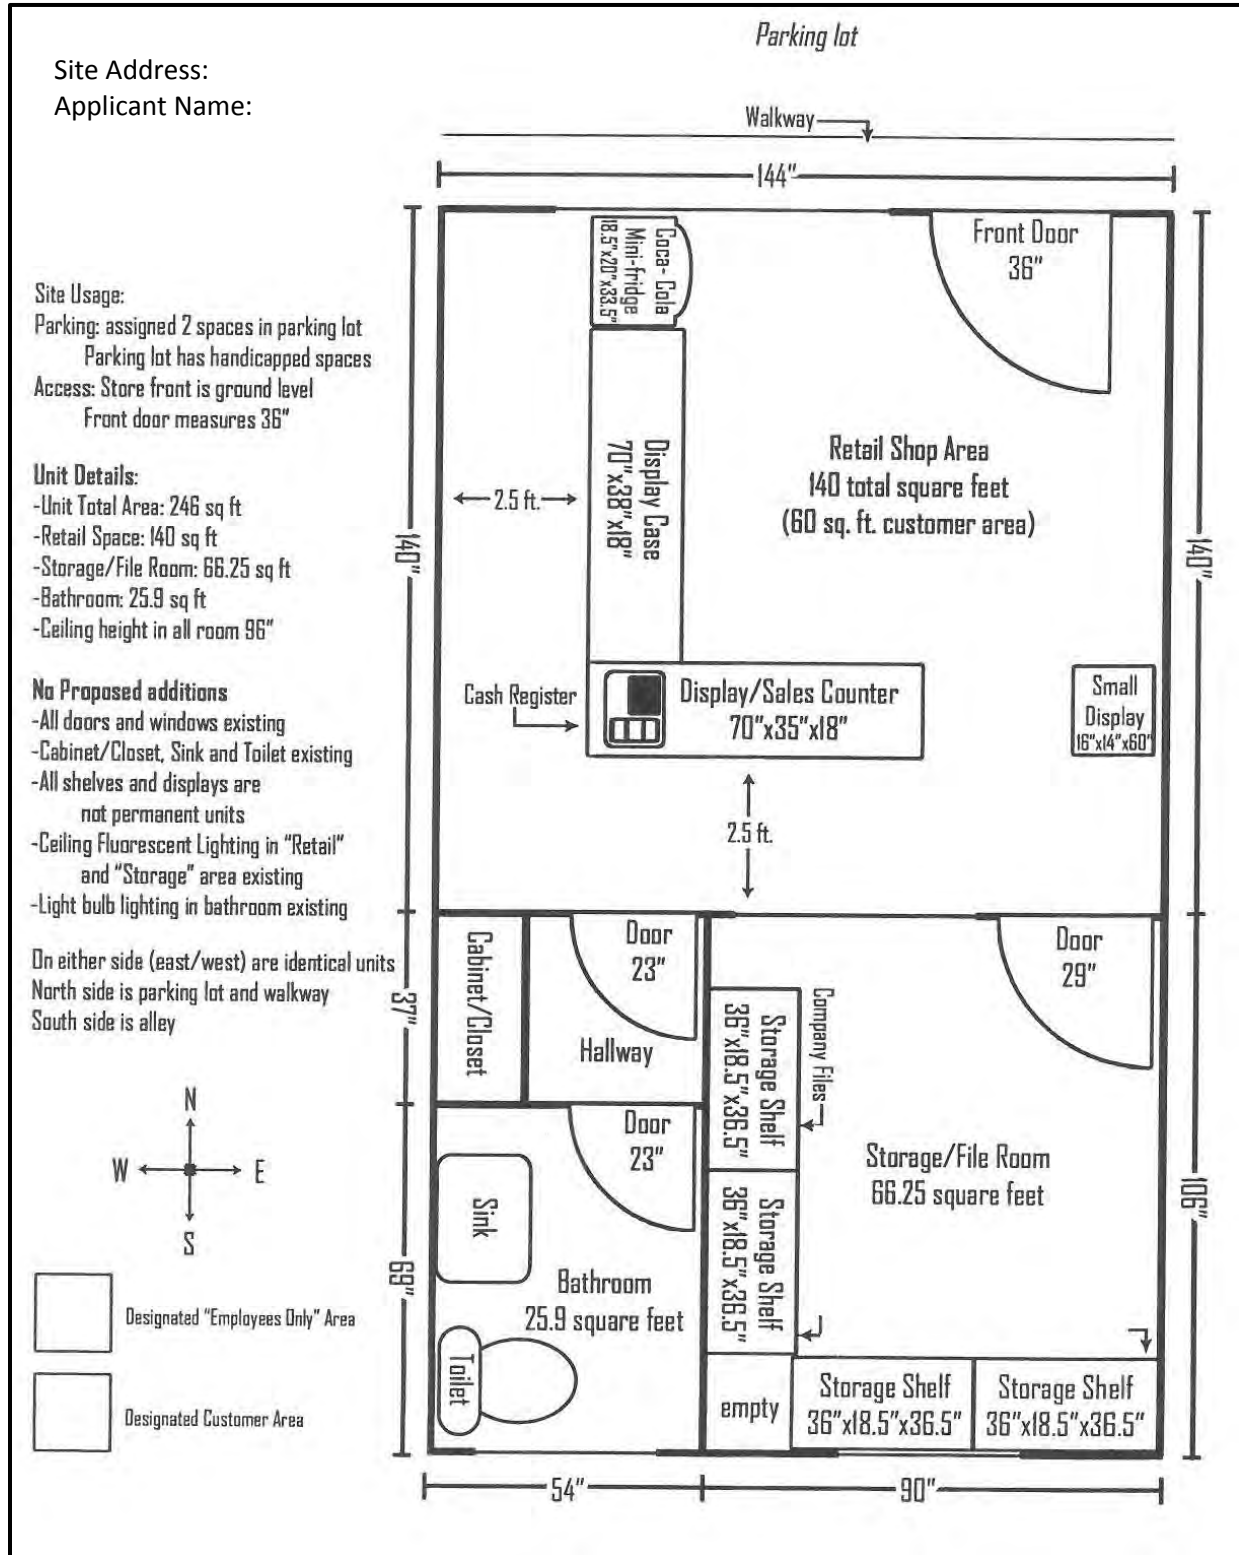 Parking lot
Site Address:
Applicant Name:
Walkway
144"
Site Usage:
Parking: assigned 2 spaces in parking lot
Parking lot has handicapped spaces
Access: Store front is ground level
Front door measures 36"
Unit Details:
-Unit Total Area: 246 sq ft
-Retail Space: 140 sq ft
-Storage/File Room: 66.25 sq ft
-Bathroom: 25.9 sq ft
-Ceiling height in all room 96"
No Proposed additions
-All doors and windows existing
-Cabinet/Closet, Sink and Toilet existing
-All shelves and displays are
not permanent units
-Ceiling Fluorescent Lighting in "Retail"
and "Storage" area existing
-Light bulb lighting in bathroom existing
On either side (east/west) are identical units
North side is parking lot and walkway
South side is alley
N
W
E
S
Designated "Employees Only" Area
Designated Customer Area
Coca- Cola
Mini-fridge
18.5"x20"x33.5"
Front Door
36"
Display Case
70"x38"x18"
2.5 ft.
Retail Shop Area
140 total square feet
(60 sq. ft. customer area)
140"
140"
Cash Register
Display/Sales Counter
70"x35"x18"
Small
Display
16"x14"x60"
2.5 ft.
Cabinet/Closet
Door
23"
Hallway
37"
Door
29"
Company Files
Storage Shelf
36"x18.5"x36.5"
Storage Shelf
36"x18.5"x36.5"
Storage/File Room
66.25 square feet
106"
Door
23"
Sink
Bathroom
25.9 square feet
69"
Toilet
empty
Storage Shelf
36"x18.5"x36.5"
Storage Shelf
36"x18.5"x36.5"
54"
90"